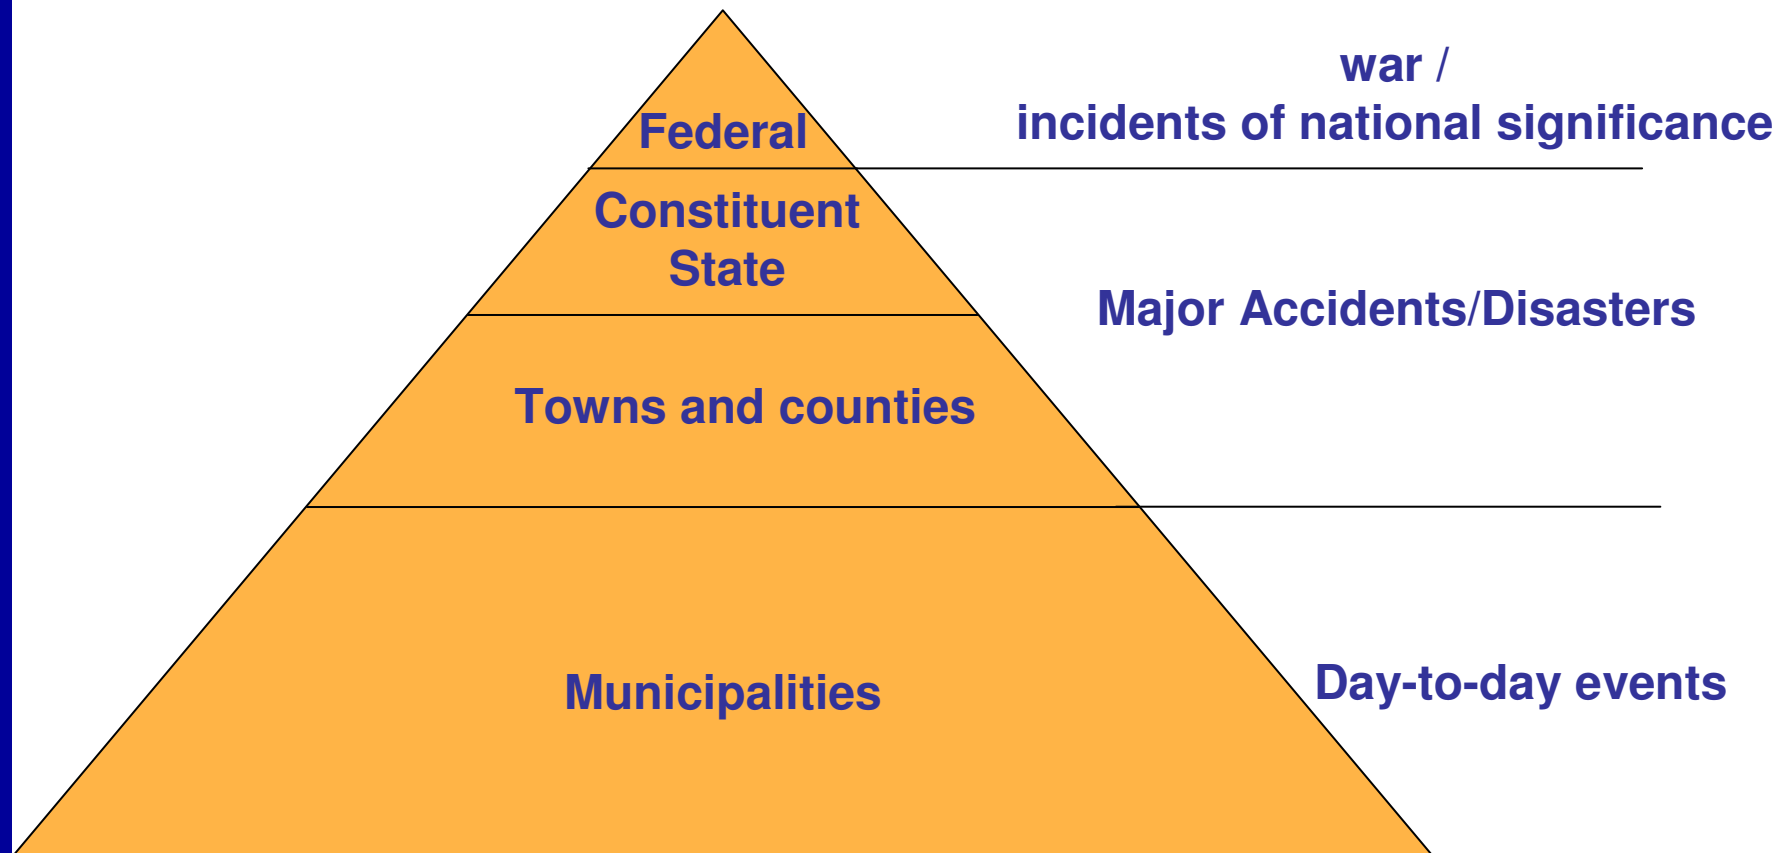 war /
incidents of national significance
Federal
Constituent
State
Major Accidents/Disasters
Towns and counties
Municipalities
Day-to-day events